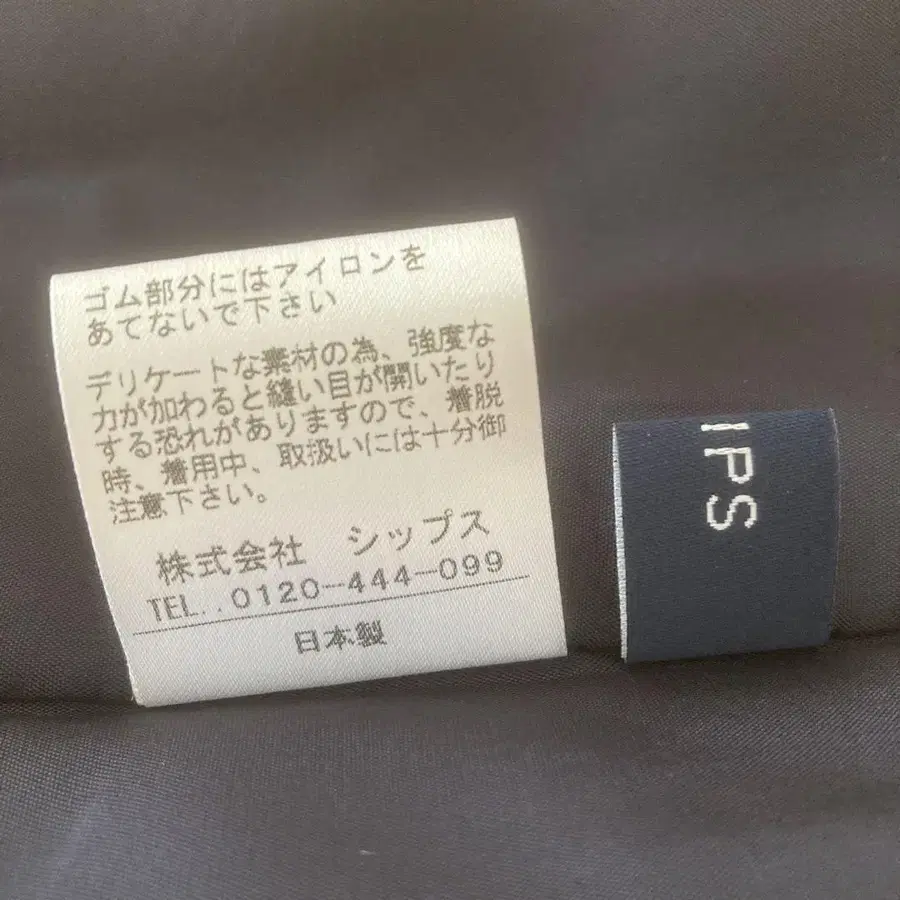 ゴム部分にはアイロンを
あてないで下さい
デリケートな素材の為、強度な
力が加わると縫い目が開いたり
する恐れがありますので、着脱
時、着用中、取扱いには十分御
注意下さい。
株式会社 シップス
TEL..0120-444-099
日本製
IPS